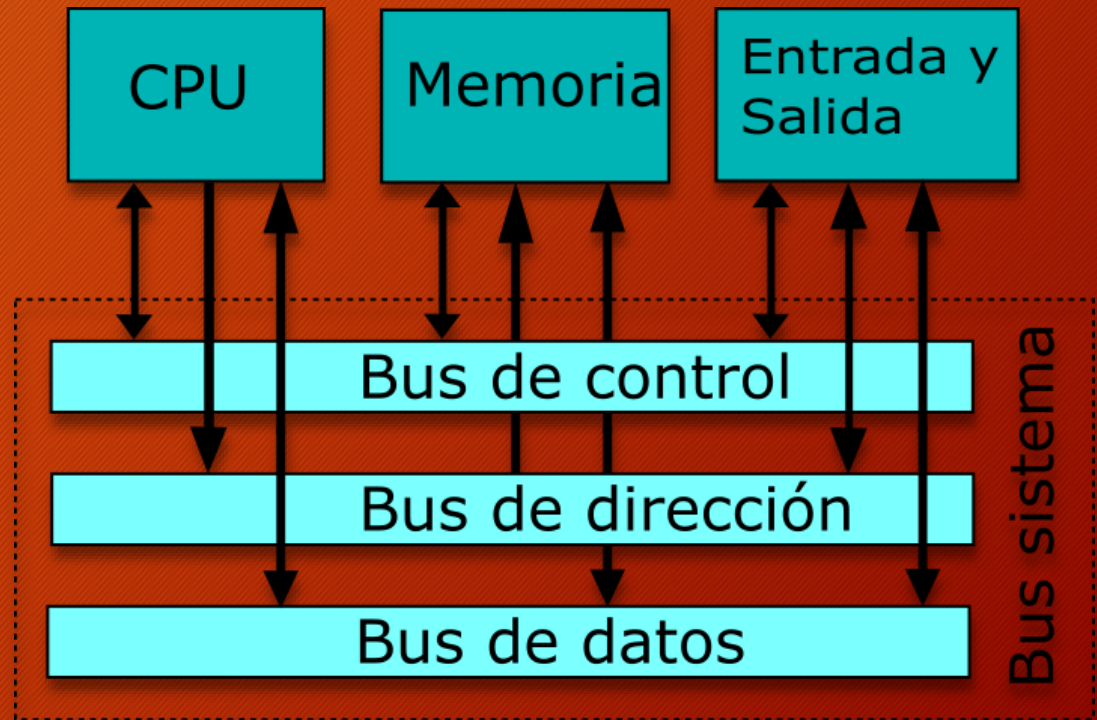 CPU
Memoria
Entrada y
Salida
Bus de control
Bus de dirección
Bus de datos
Bus sistema